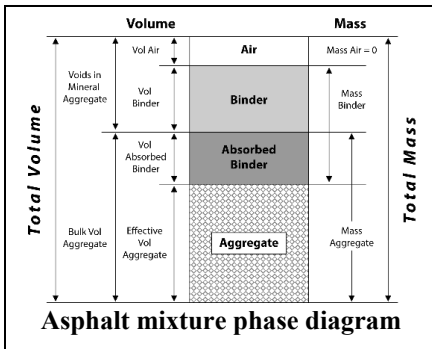 Volume Mass
Vol Air
Air
Mass Air = 0
Voids in
Mineral
Aggregate
Vol
Binder
Binder
Mass
Binder
Total Volume
Total Mass
Vol
Absorbed
Binder
Absorbed
Binder
Bulk Vol
Aggregate
Effective
Vol
Aggregate
Aggregate
Mass
Aggregate
Asphalt mixture phase diagram